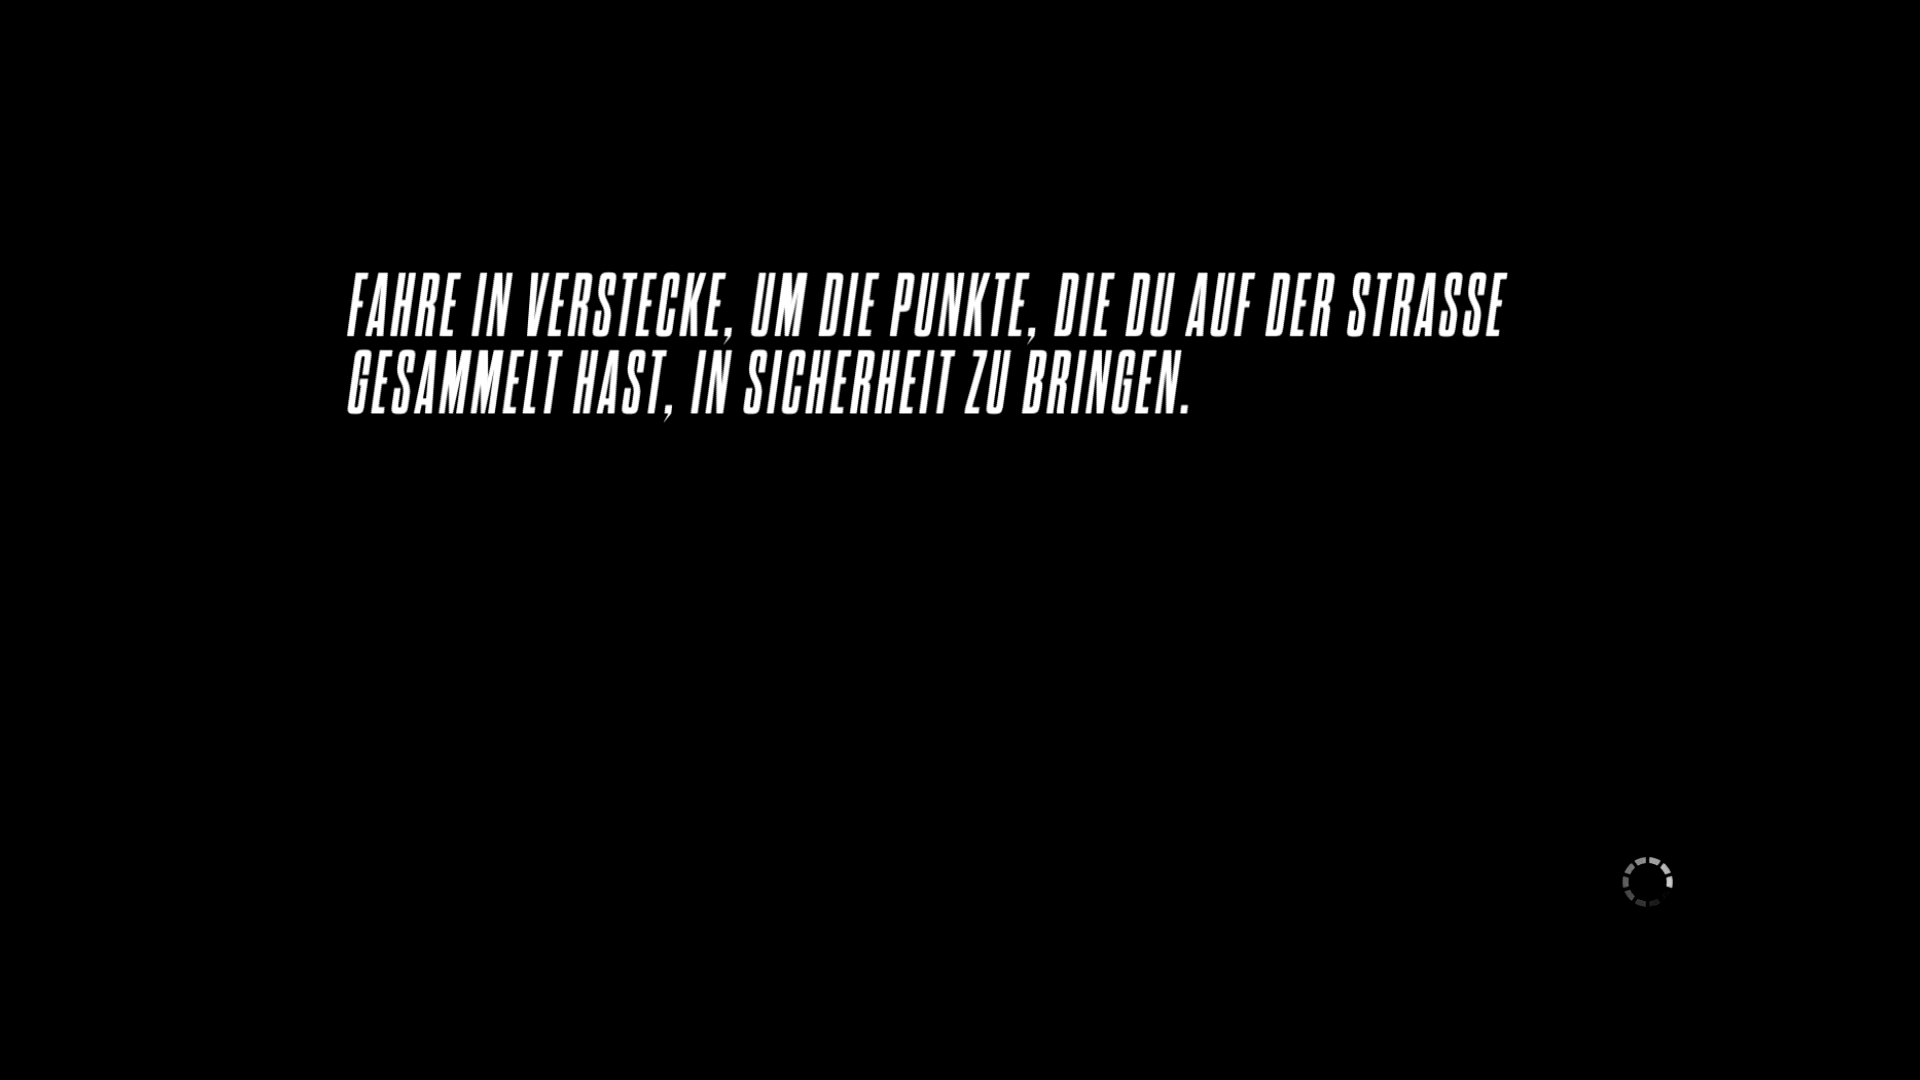 FAHRE IN VERSTECKE, UM DIE PUNKTE, DIE DU AUF DER STRASSE
GESAMMELT HAST, IN SICHERHEIT ZU BRINGEN.